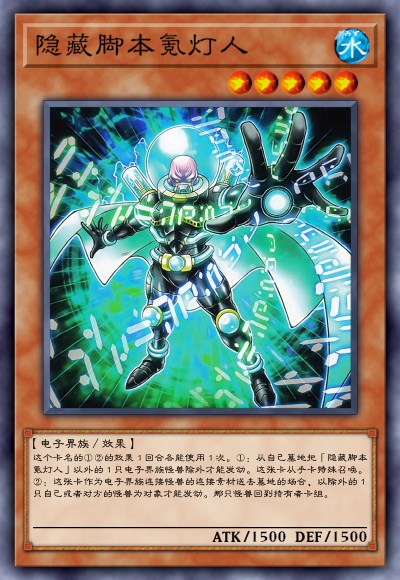 隐藏脚本氪灯人
水
【电子界族／效果】
这个卡名的①②的效果1回合各能使用1次。①：从自己墓地把「隐藏脚本
氪灯人」以外的1只电子界族怪兽除外才能发动。这张卡从手卡特殊召唤。
②：这张卡作为电子界族连接怪兽的连接素材送去墓地的场合，以除外的1
只自己或者对方的怪兽为对象才能发动。那只怪兽回到持有者卡组。
ATK/1500 DEF/1500